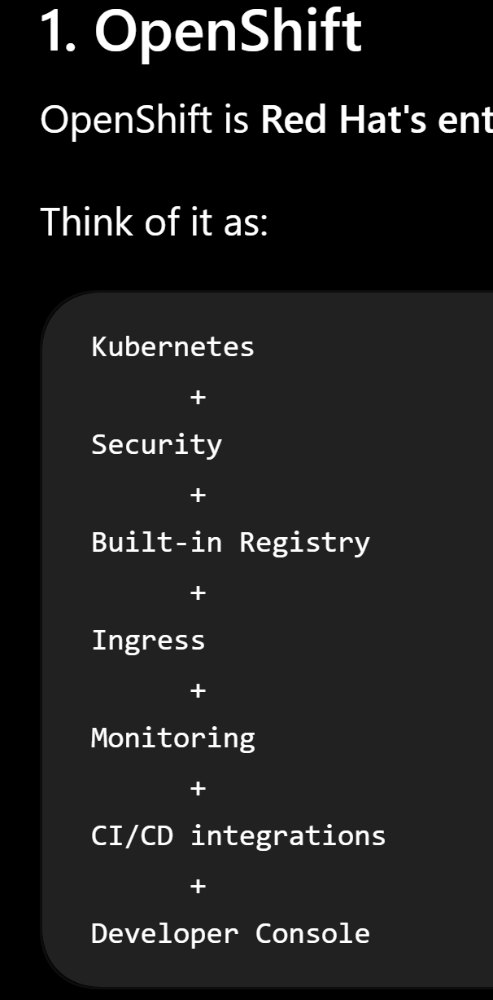 1. OpenShift
OpenShift is Red Hat's ent
Think of it as:
Kubernetes
+
Security
+
Built-in Registry
+
Ingress
+
Monitoring
+
CI/CD integrations
+
Developer Console